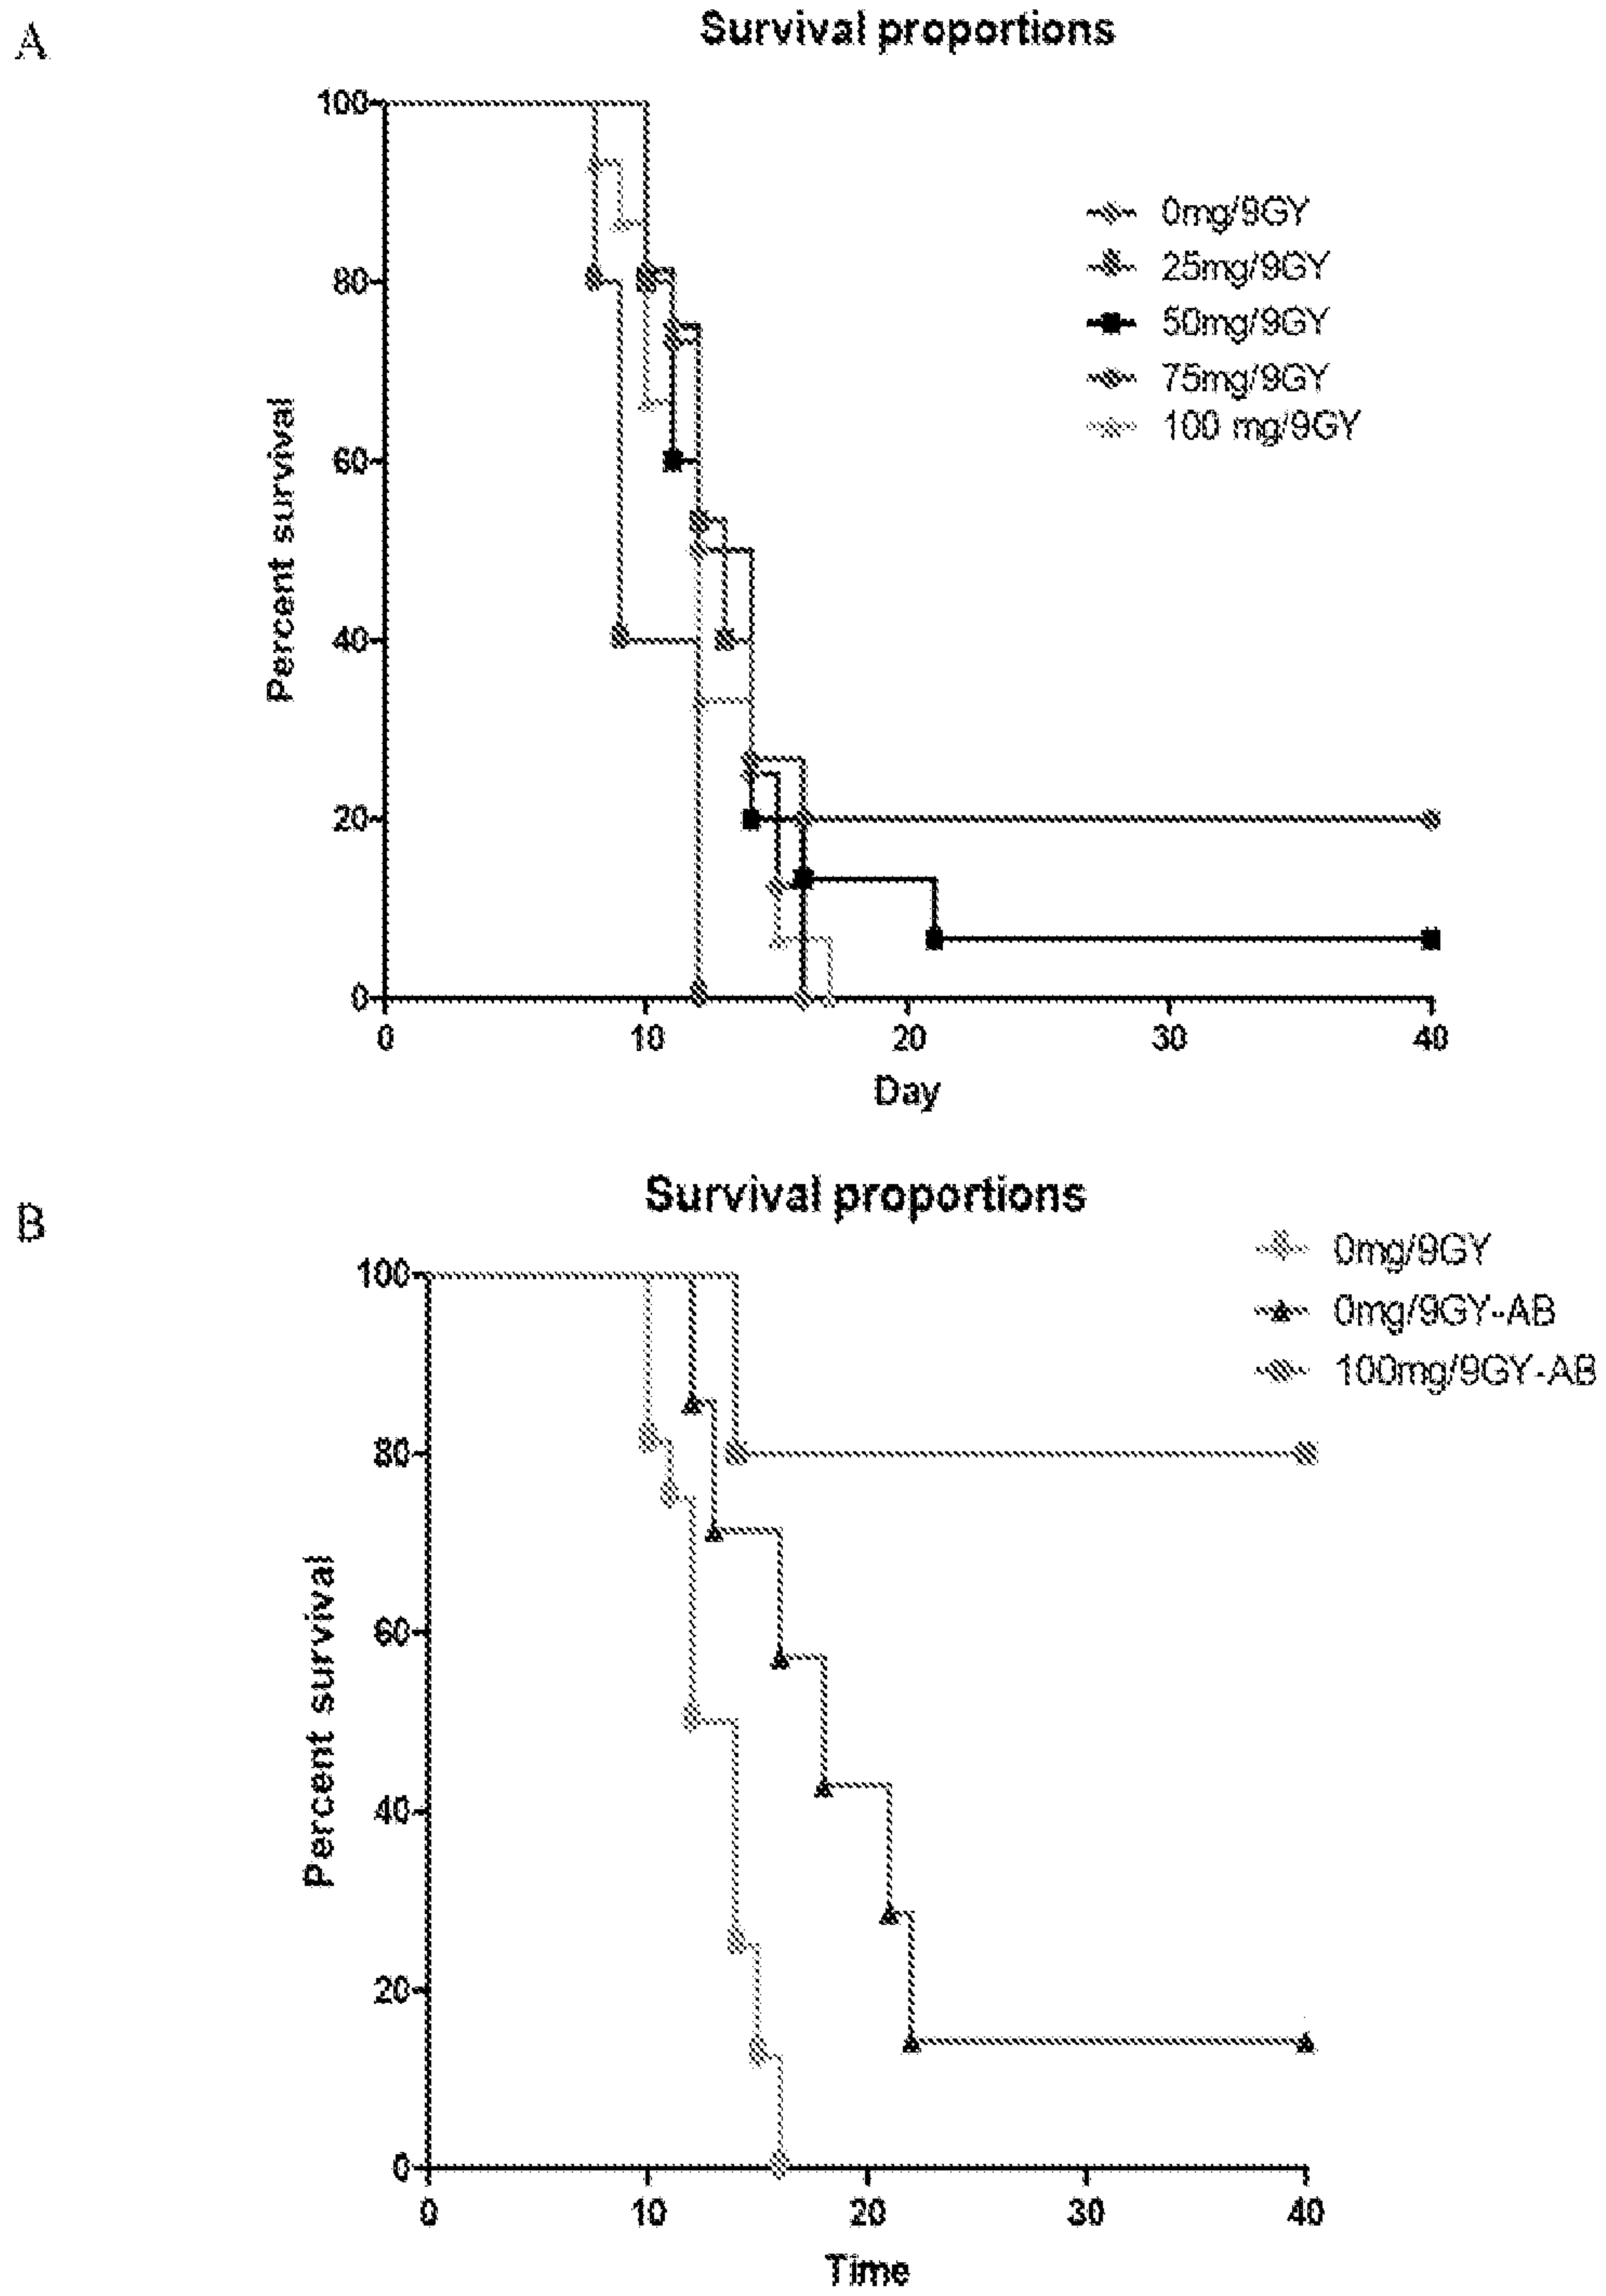 A
Survival proportions
100
80
60
40
20
0
Percent survival
0mg/9GY
25mg/9GY
50mg/9GY
75mg/9GY
100 mg/9GY
0 10 20 30 40
Day
B
Survival proportions
0mg/9GY
0mg/9GY-AB
100mg/9GY-AB
100
80
60
40
20
0
Percent survival
0 10 20 30 40
Time